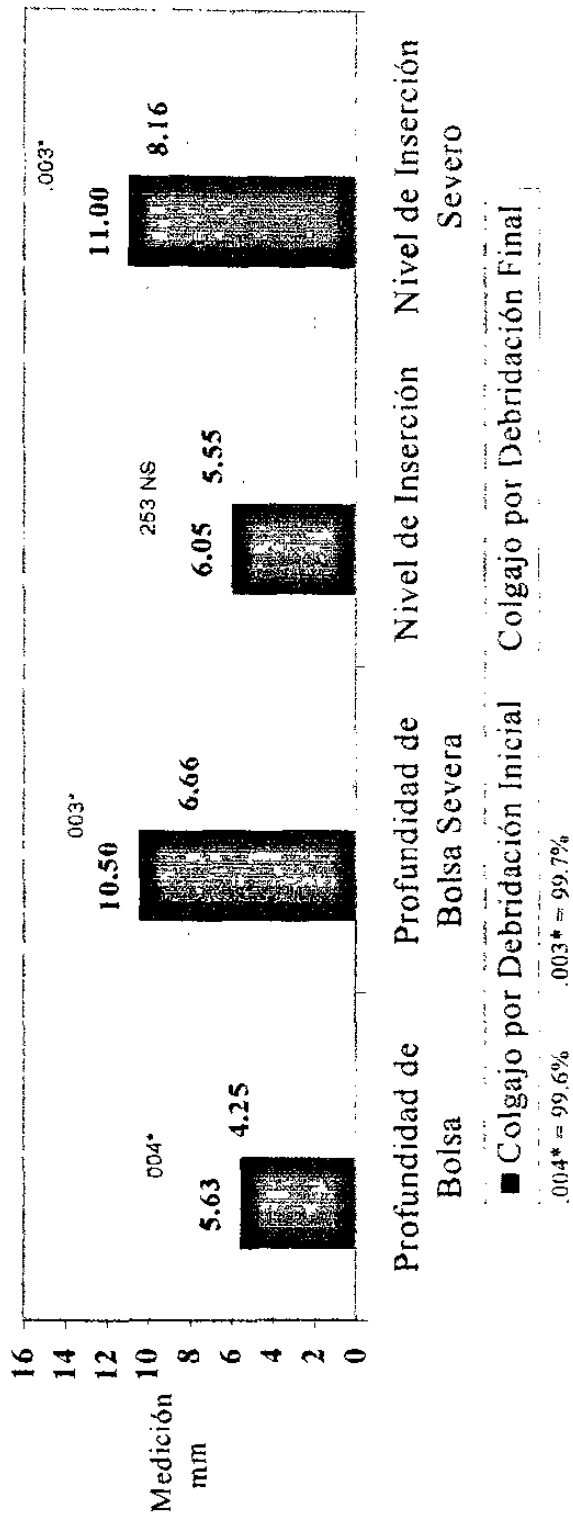 16
14
12
10
8
6
4
2
0
Medición
mm
004*
5.63
4.25
003*
10.50
6.66
253 NS
6.05
5.55
.003*
11.00
8.16
Profundidad de
Bolsa
Profundidad de
Bolsa Severa
Nivel de Inserción
Nivel de Inserción
Severo
Colgajo por Debridación Inicial
Colgajo por Debridación Final
.004* = 99.6%
.003* = 99.7%